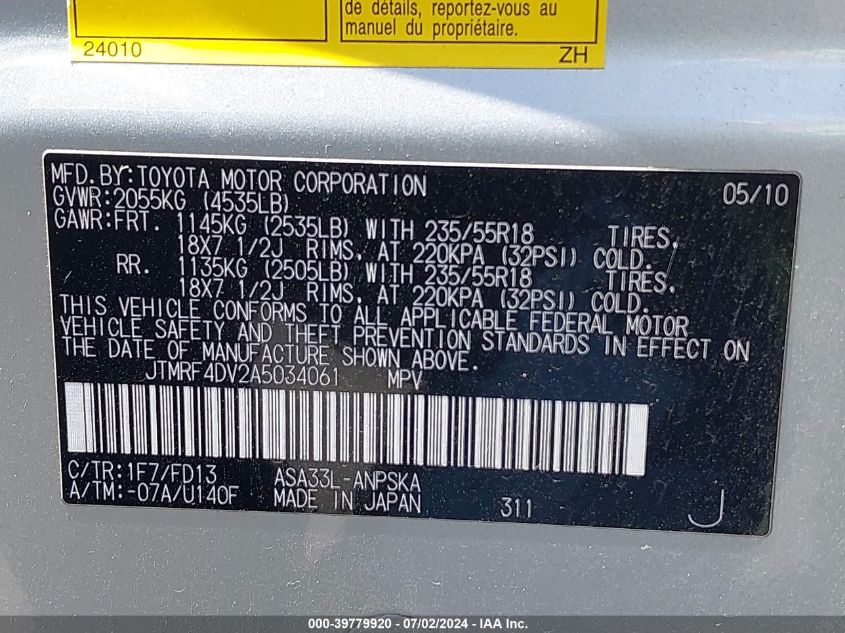 de détails, reportez-vous au
manuel du propriétaire.
24010 ZH
MFD.BY:TOYOTA MOTOR CORPORATION 05/10
GVWR:2055KG (4535LB)
GAWR:FRT. 1145KG (2535LB) WITH 235/55R18 TIRES,
18X7 1/2J RIMS, AT 220KPA (32PSI) COLD.
RR. 1135KG (2505LB) WITH 235/55R18 TIRES,
18X7 1/2J RIMS, AT 220KPA (32PSI) COLD.
THIS VEHICLE CONFORMS TO ALL APPLICABLE FEDERAL MOTOR
VEHICLE SAFETY AND THEFT PREVENTION STANDARDS IN EFFECT ON
THE DATE OF MANUFACTURE SHOWN ABOVE.
JTMRF4DV2A5034061 MPV
C/TR:1F7/FD13 ASA33L-ANPSKA
A/TM:-07A/U140F MADE IN JAPAN 311 J
000-39779920 - 07/02/2024 - IAA Inc.